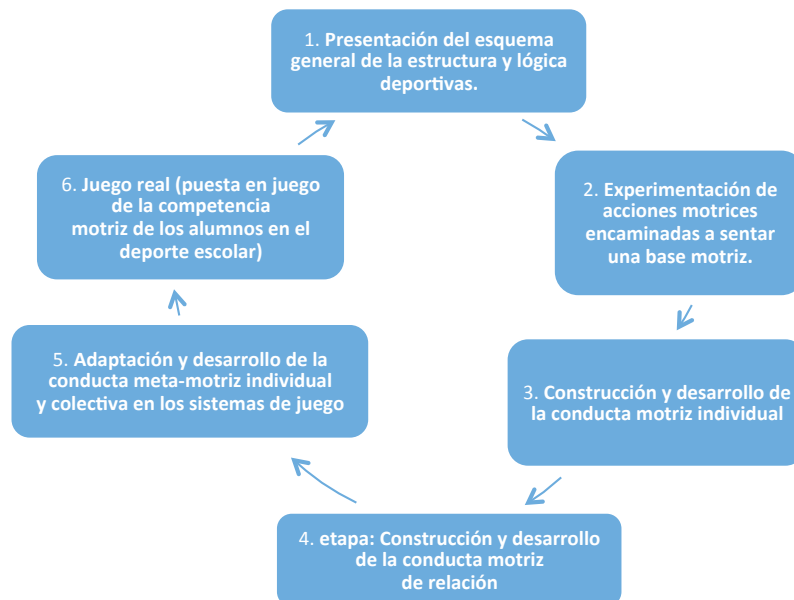 1. Presentación del esquema
general de la estructura y lógica
deportivas.
2. Experimentación de
acciones motrices
encaminadas a sentar
una base motriz.
3. Construcción y desarrollo de
la conducta motriz individual
4. etapa: Construcción y desarrollo
de la conducta motriz
de relación
5. Adaptación y desarrollo de la
conducta meta-motriz individual
y colectiva en los sistemas de juego
6. Juego real (puesta en juego
de la competencia
motriz de los alumnos en el
deporte escolar)